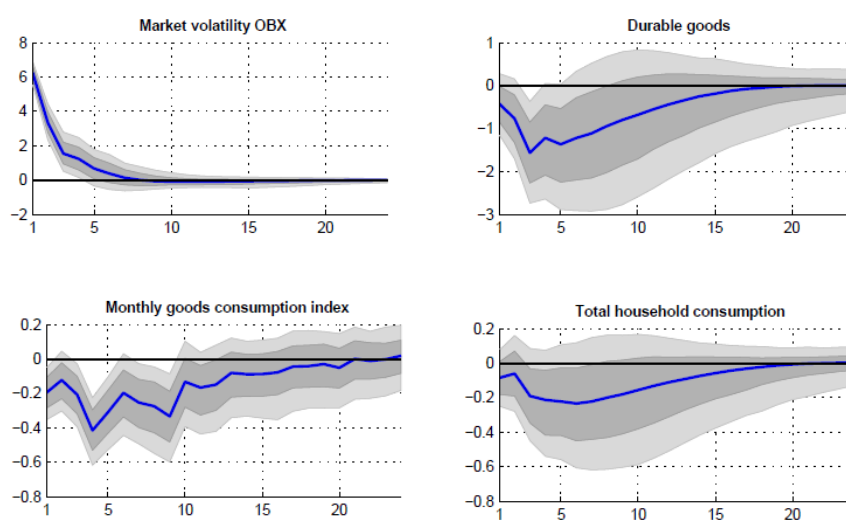 Market volatility OBX
8
6
4
2
0
−2
1 5 10 15 20
Durable goods
1
0
−1
−2
−3
1 5 10 15 20
Monthly goods consumption index
0.2
0
−0.2
−0.4
−0.6
−0.8
1 5 10 15 20
Total household consumption
0.2
0
−0.2
−0.4
−0.6
−0.8
1 5 10 15 20